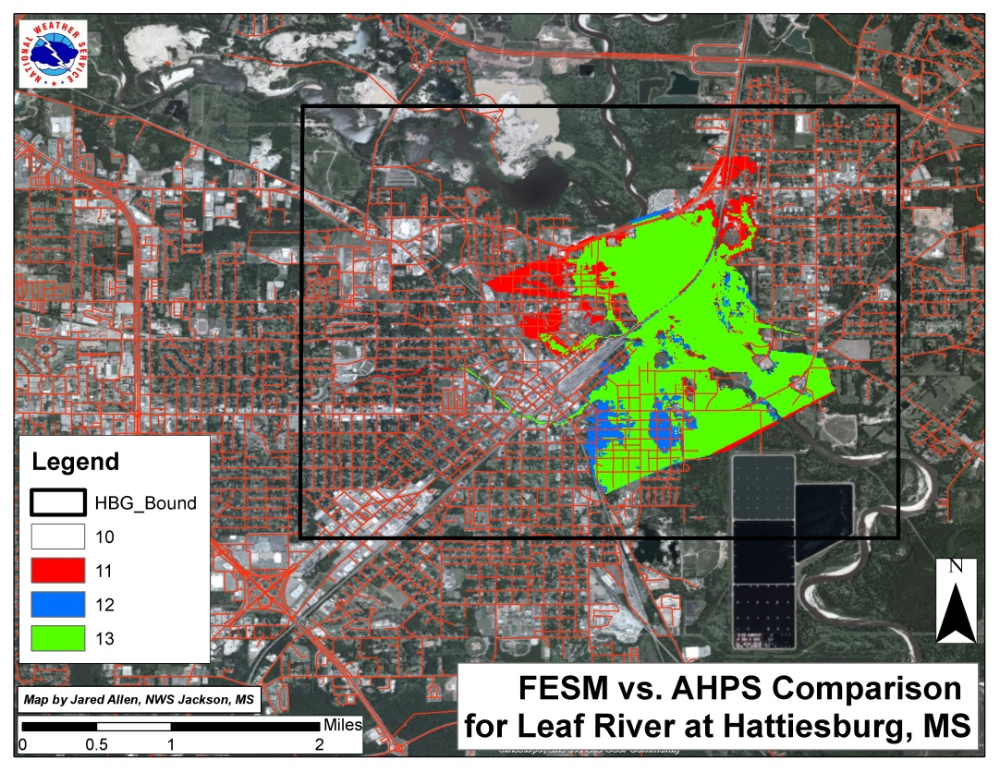 NATIONAL WEATHER SERVICE
Legend
HBG_Bound
10
11
12
13
N
Map by Jared Allen, NWS Jackson, MS
Miles
0 0.5 1 2
FESM vs. AHPS Comparison
for Leaf River at Hattiesburg, MS